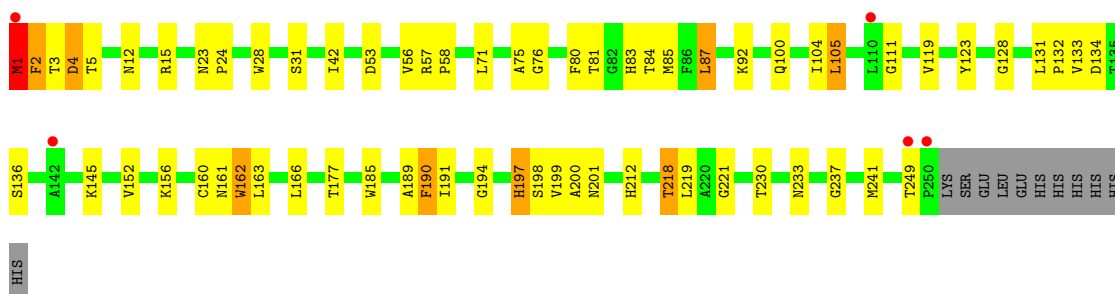 M1 F2 T3 D4 T5 N12 R15 N23 P24 W28 S31 I42 D53 V56 R57 P58 L71 A75 G76 F80 T81 G82 H83 T84 M85 F86 L87 K92 Q100 I104 L105 L110 G111 V119 Y123 G128 L131 P132 V133 D134 T135
S136 A142 K145 V152 K156 C160 N161 W162 L163 L166 T177 W185 A189 F190 I191 G194 H197 S198 V199 A200 N201 H212 T218 L219 A220 G221 T230 N233 G237 M241 T249 P250 LYS SER GLU LEU GLU HIS HIS HIS HIS HIS
HIS